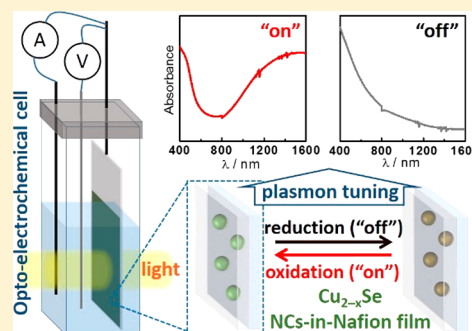 A
V
Opto-electrochemical cell
light
"on"
"off"
Absorbance
400 800 1200 1600
λ / nm
400 800 1200 1600
λ / nm
plasmon tuning
reduction ("off")
oxidation ("on")
Cu₂₋ₓSe
NCs-in-Nafion film